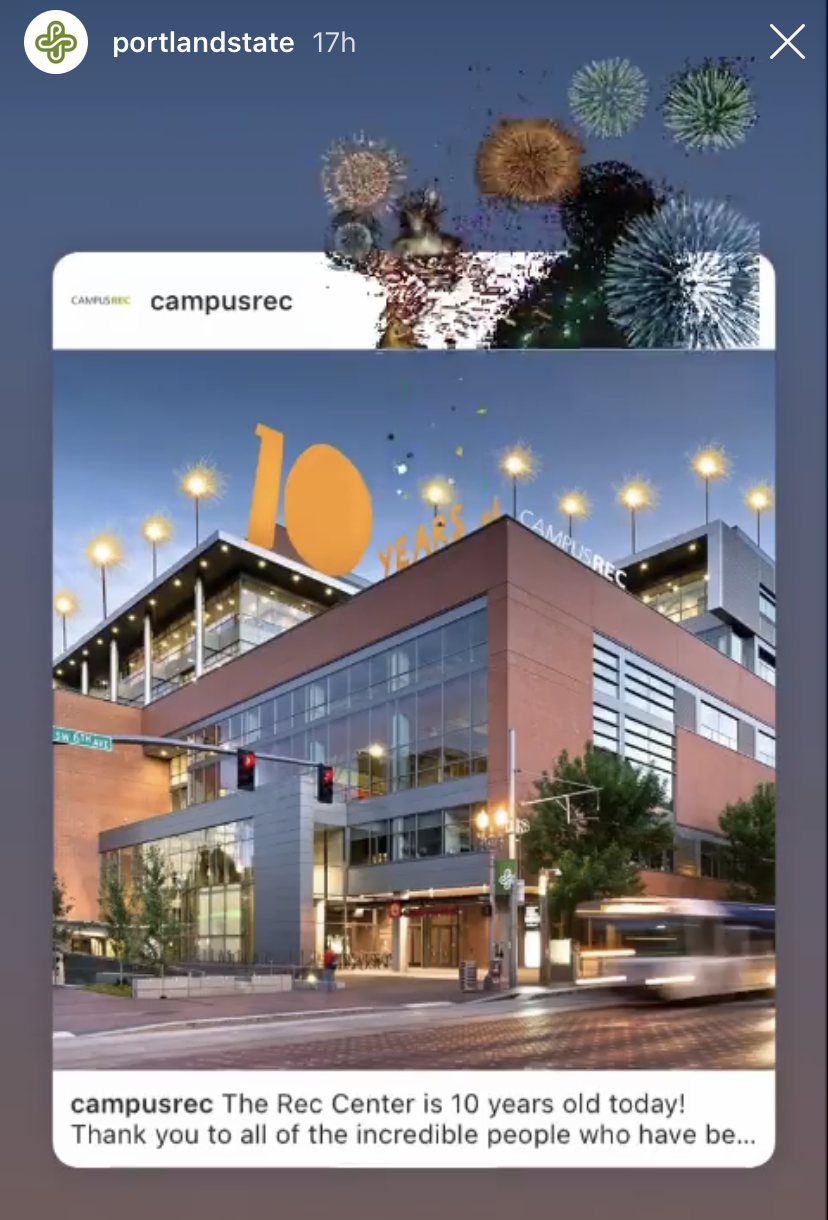 portlandstate 17h
CAMPUSREC campusrec
10
YEARS of
CAMPUSREC
SW 6TH AVE
campusrec The Rec Center is 10 years old today!
Thank you to all of the incredible people who have be...